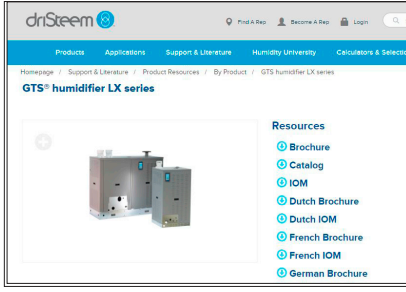 driSteem
Find A Rep Become A Rep Login
Products Applications Support & Literature Humidity University Calculators & Selectio
Homepage / Support & Literature / Product Resources / By Product / GTS humidifier LX series
GTS® humidifier LX series
Resources
Brochure
Catalog
IOM
Dutch Brochure
Dutch IOM
French Brochure
French IOM
German Brochure